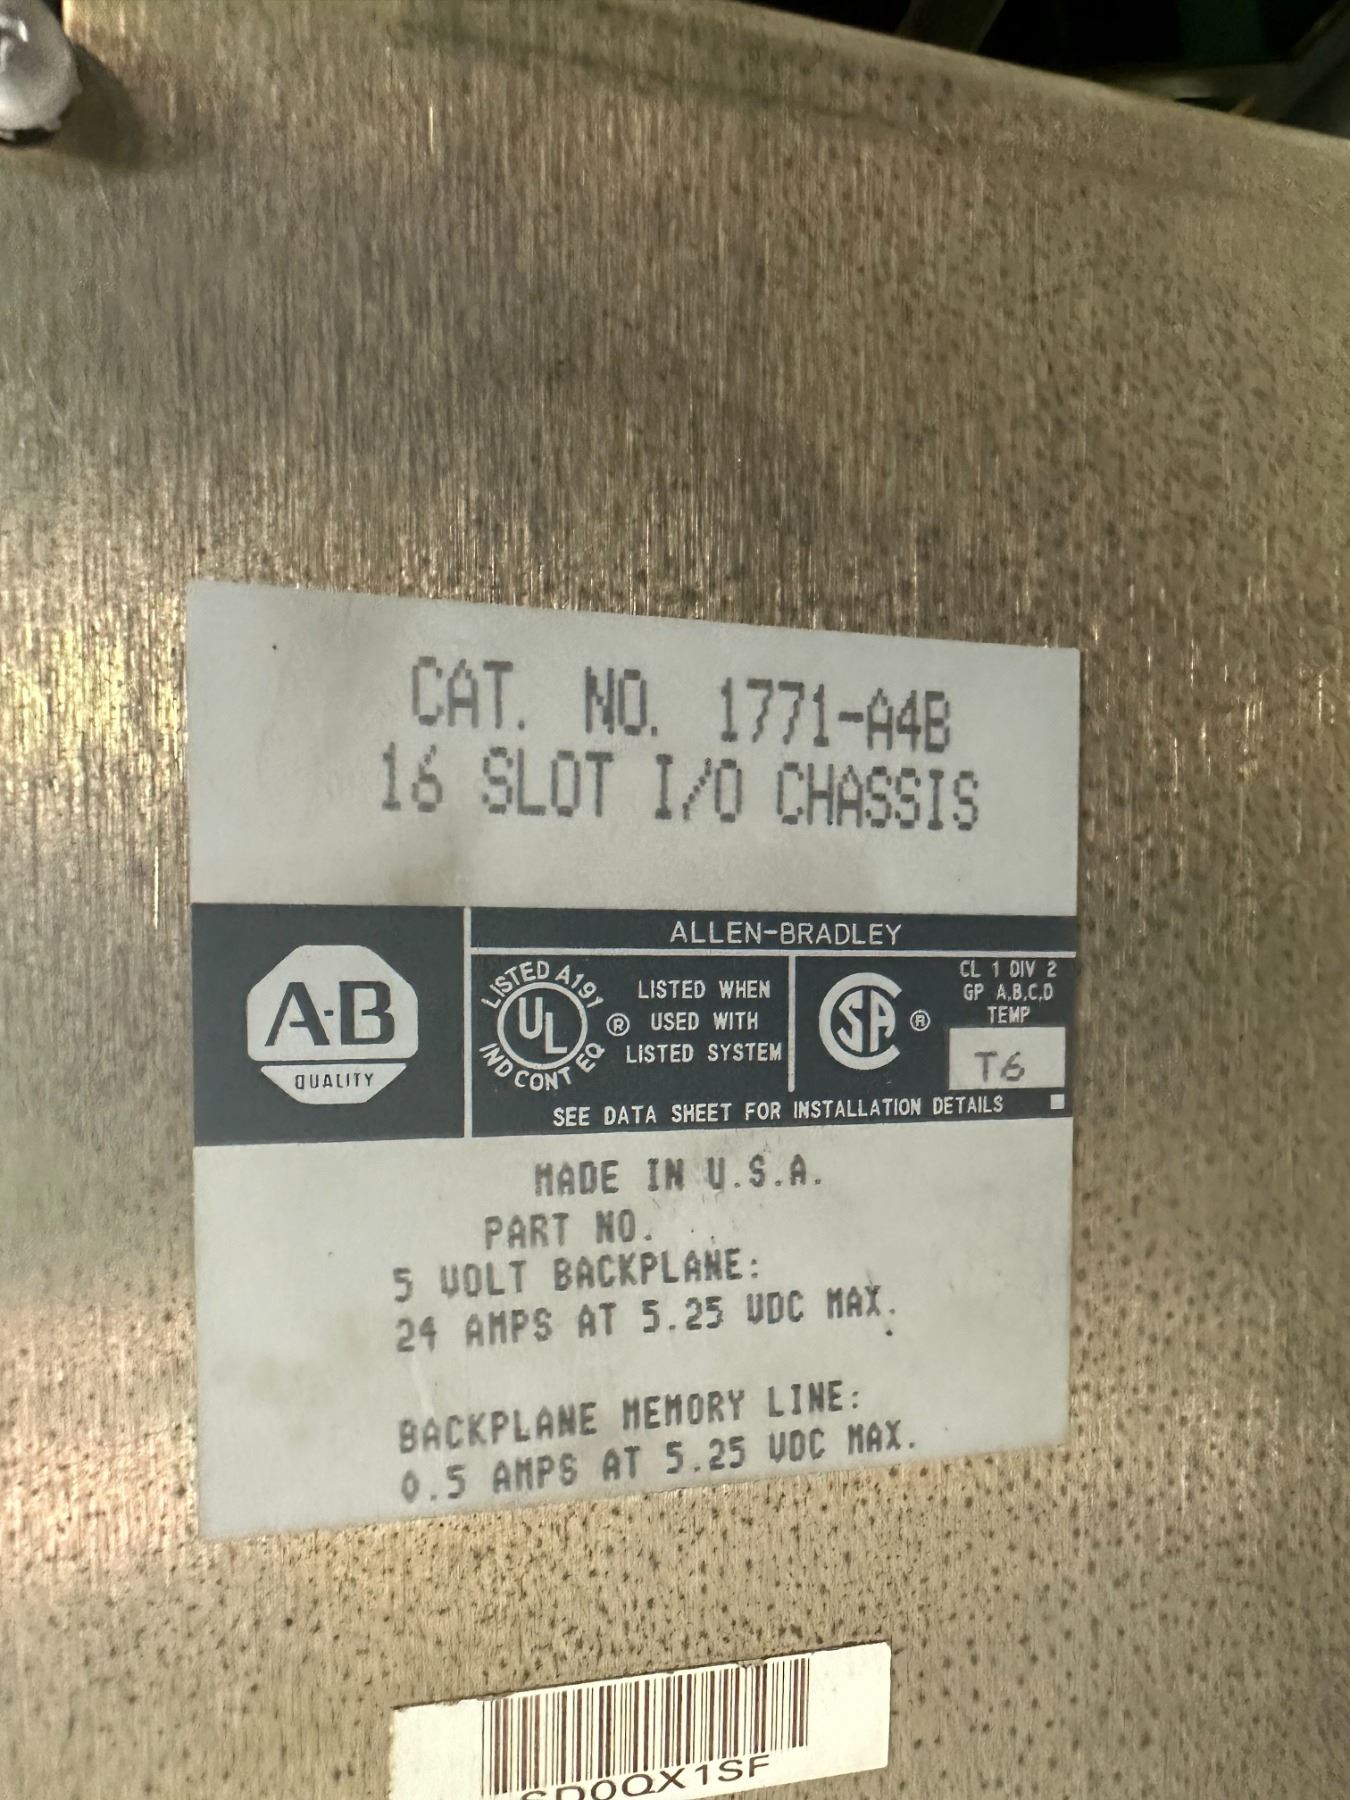 CAT. NO. 1771-A4B
16 SLOT I/O CHASSIS
ALLEN-BRADLEY
A-B
QUALITY
LISTED A191
UL
IND CONT EQ
®
LISTED WHEN
USED WITH
LISTED SYSTEM
SA
®
CL 1 DIV 2
GP A,B,C,D
TEMP
T6
SEE DATA SHEET FOR INSTALLATION DETAILS
MADE IN U.S.A.
PART NO.
5 VOLT BACKPLANE:
24 AMPS AT 5.25 VDC MAX.
BACKPLANE MEMORY LINE:
0.5 AMPS AT 5.25 VDC MAX.